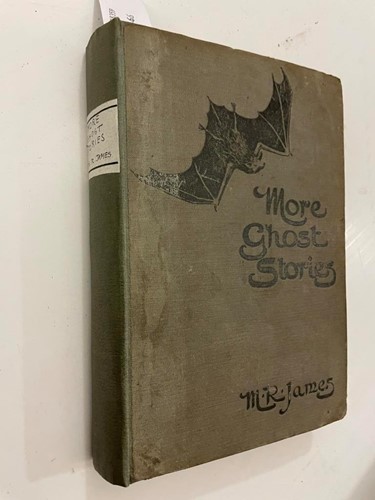 More
Ghost
Stories
M.R. James
MORE
GHOST
STORIES
M.R. JAMES